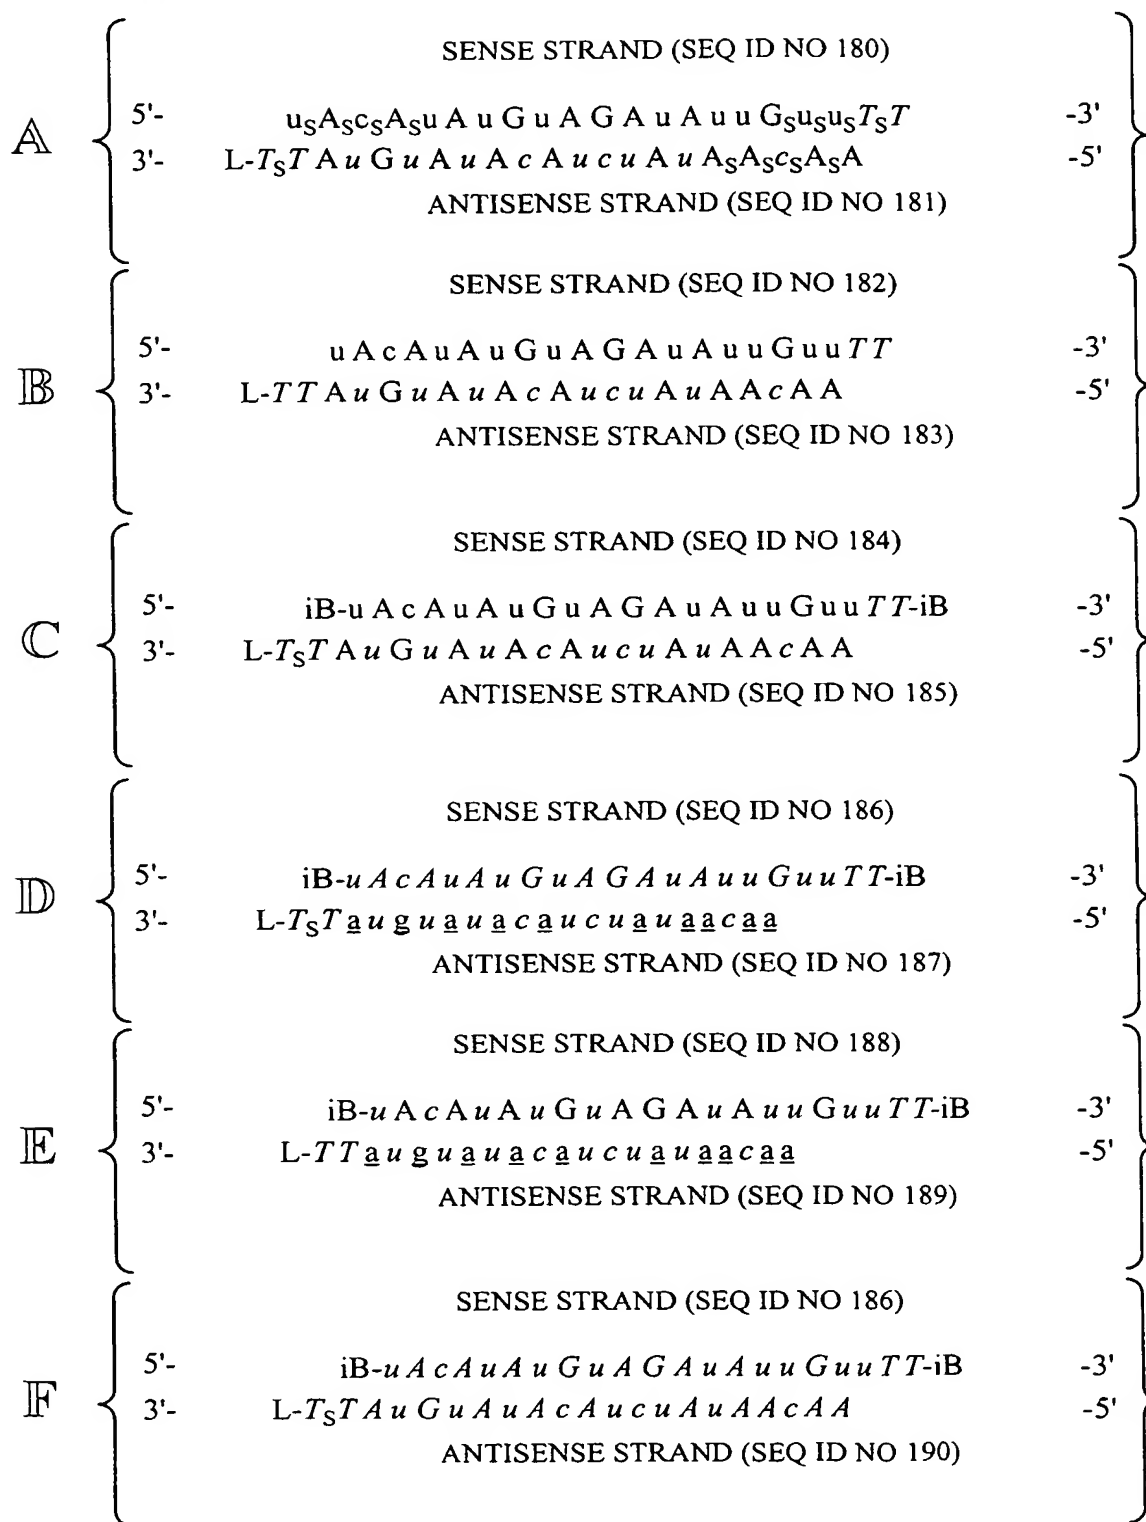 SENSE STRAND (SEQ ID NO 180)
A
5'- usAscsAsu A u G u A G A u A u u GsususTsT -3'
3'- L-TsT A u G u A u A c A u c u A u AsAscsAsA -5'
ANTISENSE STRAND (SEQ ID NO 181)
SENSE STRAND (SEQ ID NO 182)
B
5'- u A c A u A u G u A G A u A u u G u u T T -3'
3'- L-T T A u G u A u A c A u c u A u A A c A A -5'
ANTISENSE STRAND (SEQ ID NO 183)
SENSE STRAND (SEQ ID NO 184)
C
5'- iB-u A c A u A u G u A G A u A u u G u u T T-iB -3'
3'- L-TsT A u G u A u A c A u c u A u A A c A A -5'
ANTISENSE STRAND (SEQ ID NO 185)
SENSE STRAND (SEQ ID NO 186)
D
5'- iB-u A c A u A u G u A G A u A u u G u u T T-iB -3'
3'- L-TsT a u g u a u a c a u c u a u a a c a a -5'
ANTISENSE STRAND (SEQ ID NO 187)
SENSE STRAND (SEQ ID NO 188)
E
5'- iB-u A c A u A u G u A G A u A u u G u u T T-iB -3'
3'- L-T T a u g u a u a c a u c u a u a a c a a -5'
ANTISENSE STRAND (SEQ ID NO 189)
SENSE STRAND (SEQ ID NO 186)
F
5'- iB-u A c A u A u G u A G A u A u u G u u T T-iB -3'
3'- L-TsT A u G u A u A c A u c u A u A A c A A -5'
ANTISENSE STRAND (SEQ ID NO 190)